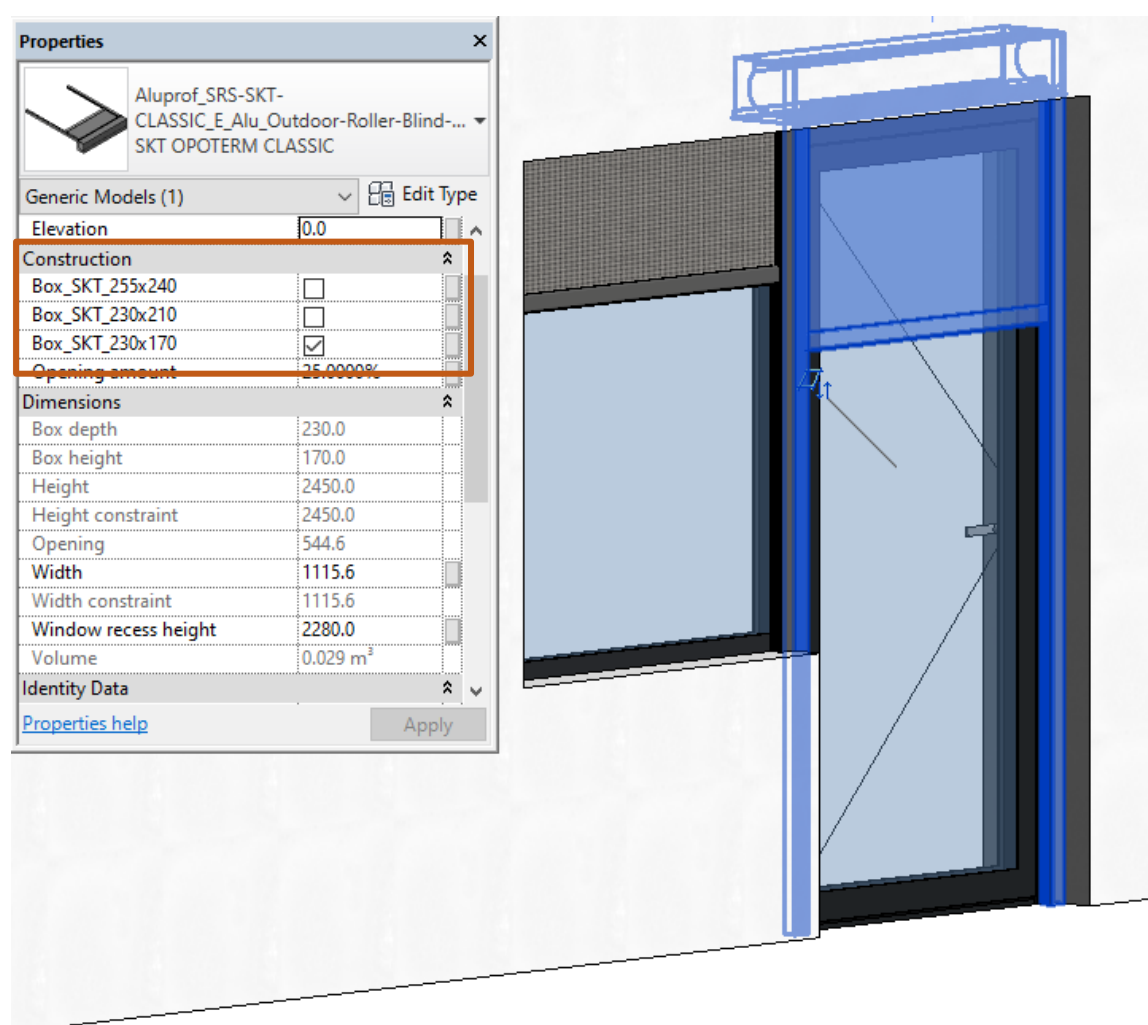 Properties
Aluprof_SRS-SKT-
CLASSIC_E_Alu_Outdoor-Roller-Blind-...
SKT OPOTERM CLASSIC
Generic Models (1) Edit Type
Elevation 0.0
Construction
Box_SKT_255x240
Box_SKT_230x210
Box_SKT_230x170
Opening amount 25.0000%
Dimensions
Box depth 230.0
Box height 170.0
Height 2450.0
Height constraint 2450.0
Opening 544.6
Width 1115.6
Width constraint 1115.6
Window recess height 2280.0
Volume 0.029 m³
Identity Data
Properties help Apply